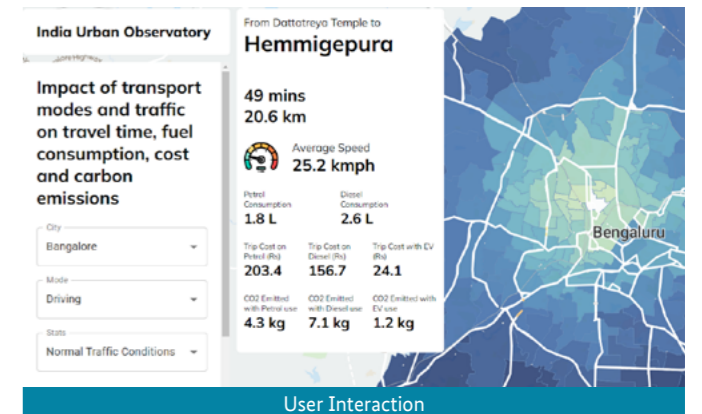 India Urban Observatory
Impact of transport
modes and traffic
on travel time, fuel
consumption, cost
and carbon
emissions
City
Bangalore
Mode
Driving
Stats
Normal Traffic Conditions
From Dattatreya Temple to
Hemmigepura
49 mins
20.6 km
Average Speed
25.2 kmph
Petrol
Consumption
1.8 L
Diesel
Consumption
2.6 L
Trip Cost on
Petrol (Rs)
203.4
Trip Cost on
Diesel (Rs)
156.7
Trip Cost with EV
(Rs)
24.1
CO2 Emitted
with Petrol use
4.3 kg
CO2 Emitted
with Diesel use
7.1 kg
CO2 Emitted with
EV use
1.2 kg
Bengaluru
User Interaction